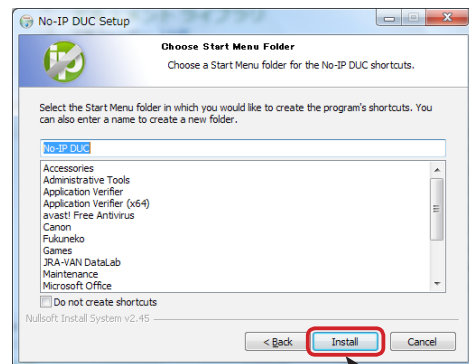 No-IP DUC Setup
Choose Start Menu Folder
Choose a Start Menu folder for the No-IP DUC shortcuts.
Select the Start Menu folder in which you would like to create the program's shortcuts. You
can also enter a name to create a new folder.
No-IP DUC
Accessories
Administrative Tools
Application Verifier
Application Verifier (x64)
avast! Free Antivirus
Canon
Fukuneko
Games
JRA-VAN DataLab
Maintenance
Microsoft Office
Do not create shortcuts
Nullsoft Install System v2.45
< Back Install Cancel